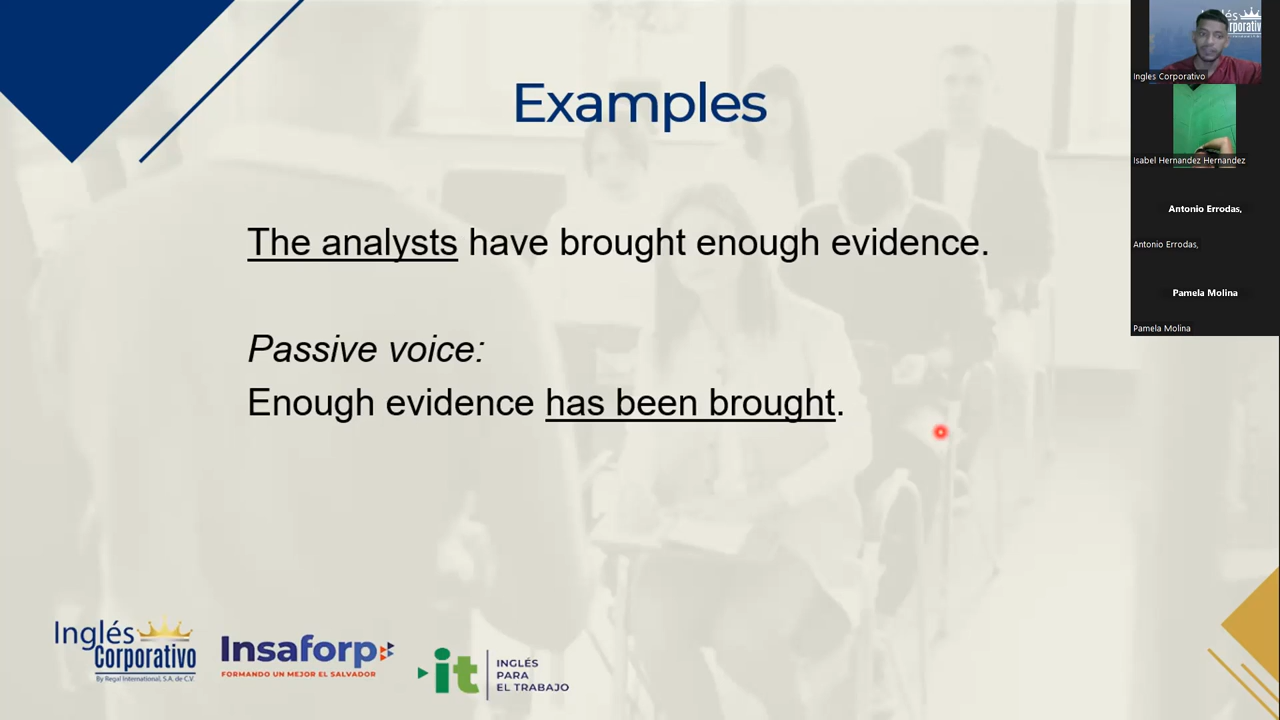 Examples
The analysts have brought enough evidence.
Passive voice:
Enough evidence has been brought.
Inglés
Corporativo
By Regal International, S.A. de C.V.
Insaforp
FORMANDO UN MEJOR EL SALVADOR
it
INGLÉS
PARA
EL TRABAJO
Ingles Corporativo
Isabel Hernandez Hernandez
Antonio Errodas,
Antonio Errodas,
Pamela Molina
Pamela Molina